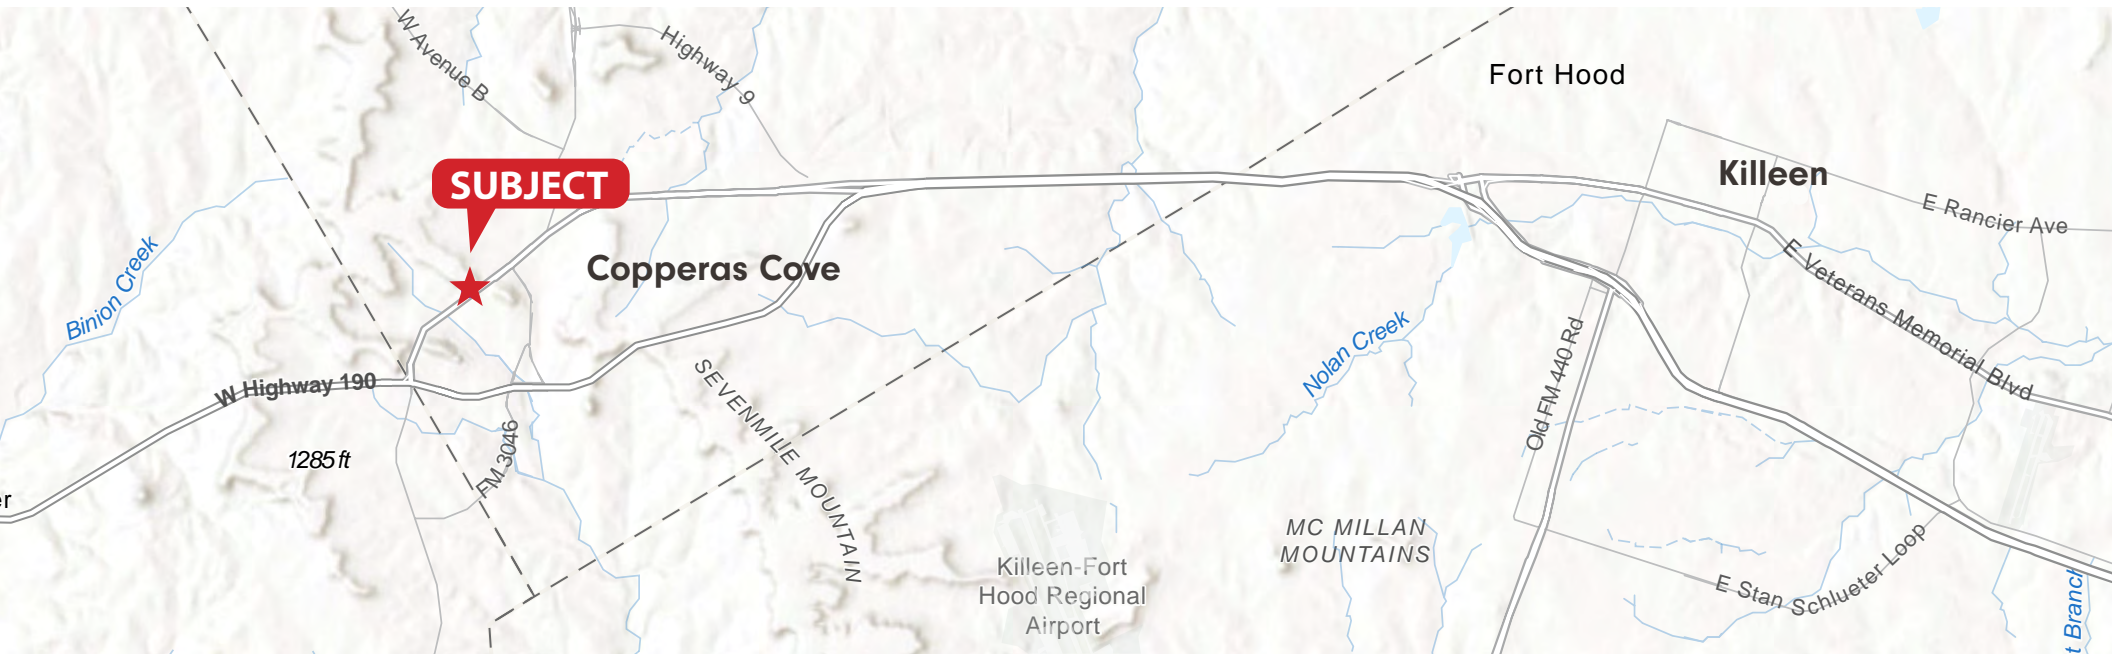 W Avenue B
Highway 9
Fort Hood
Killeen
SUBJECT
E Rancier Ave
Copperas Cove
Binion Creek
E Veterans Memorial Blvd
Nolan Creek
Old FM 440 Rd
W Highway 190
SEVENMILE MOUNTAIN
1285 ft
FM 3046
er
MC MILLAN
MOUNTAINS
Killeen-Fort
Hood Regional
Airport
E Stan Schlueter Loop
t Branch